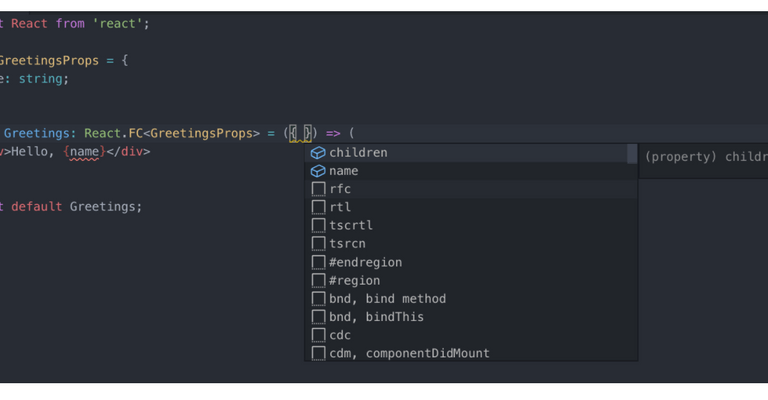 t React from 'react';
GreetingsProps = {
e: string;
Greetings: React.FC<GreetingsProps> = ({ }) => (
>Hello, {name}</div>
t default Greetings;
children
(property) childr
name
rfc
rtl
tscrtl
tsrcn
#endregion
#region
bnd, bind method
bnd, bindThis
cdc
cdm, componentDidMount